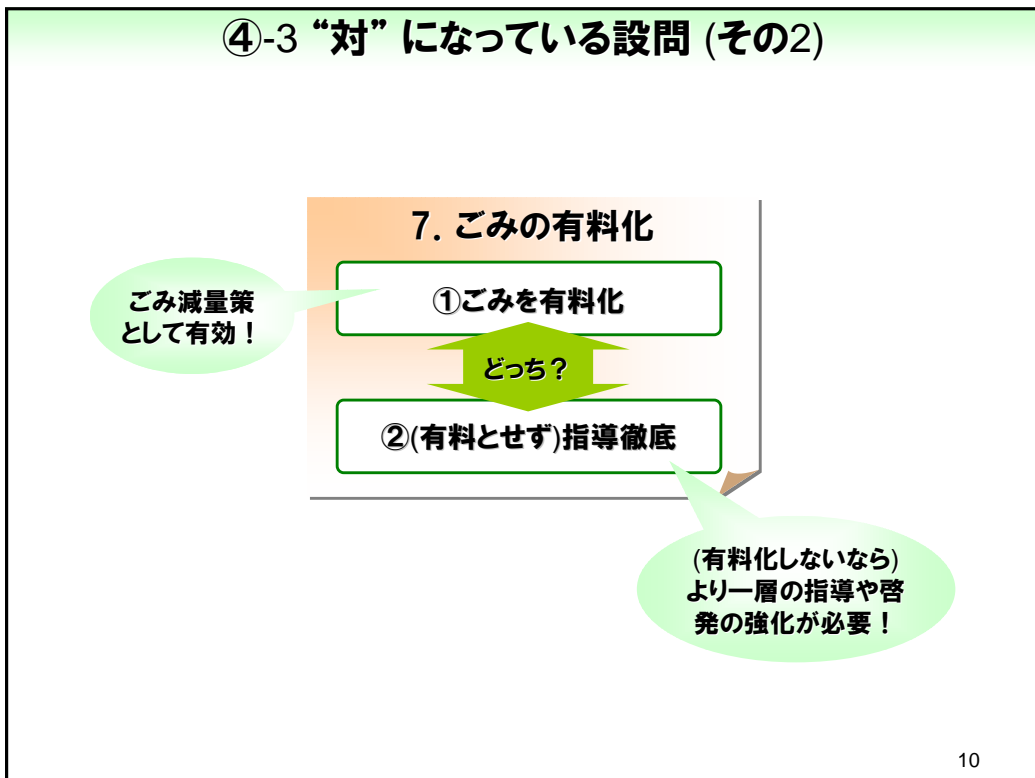 ④-3 “対” になっている設問 (その2)
7. ごみの有料化
ごみ減量策
として有効！
①ごみを有料化
どっち？
②(有料とせず)指導徹底
(有料化しないなら)
より一層の指導や啓
発の強化が必要！
10